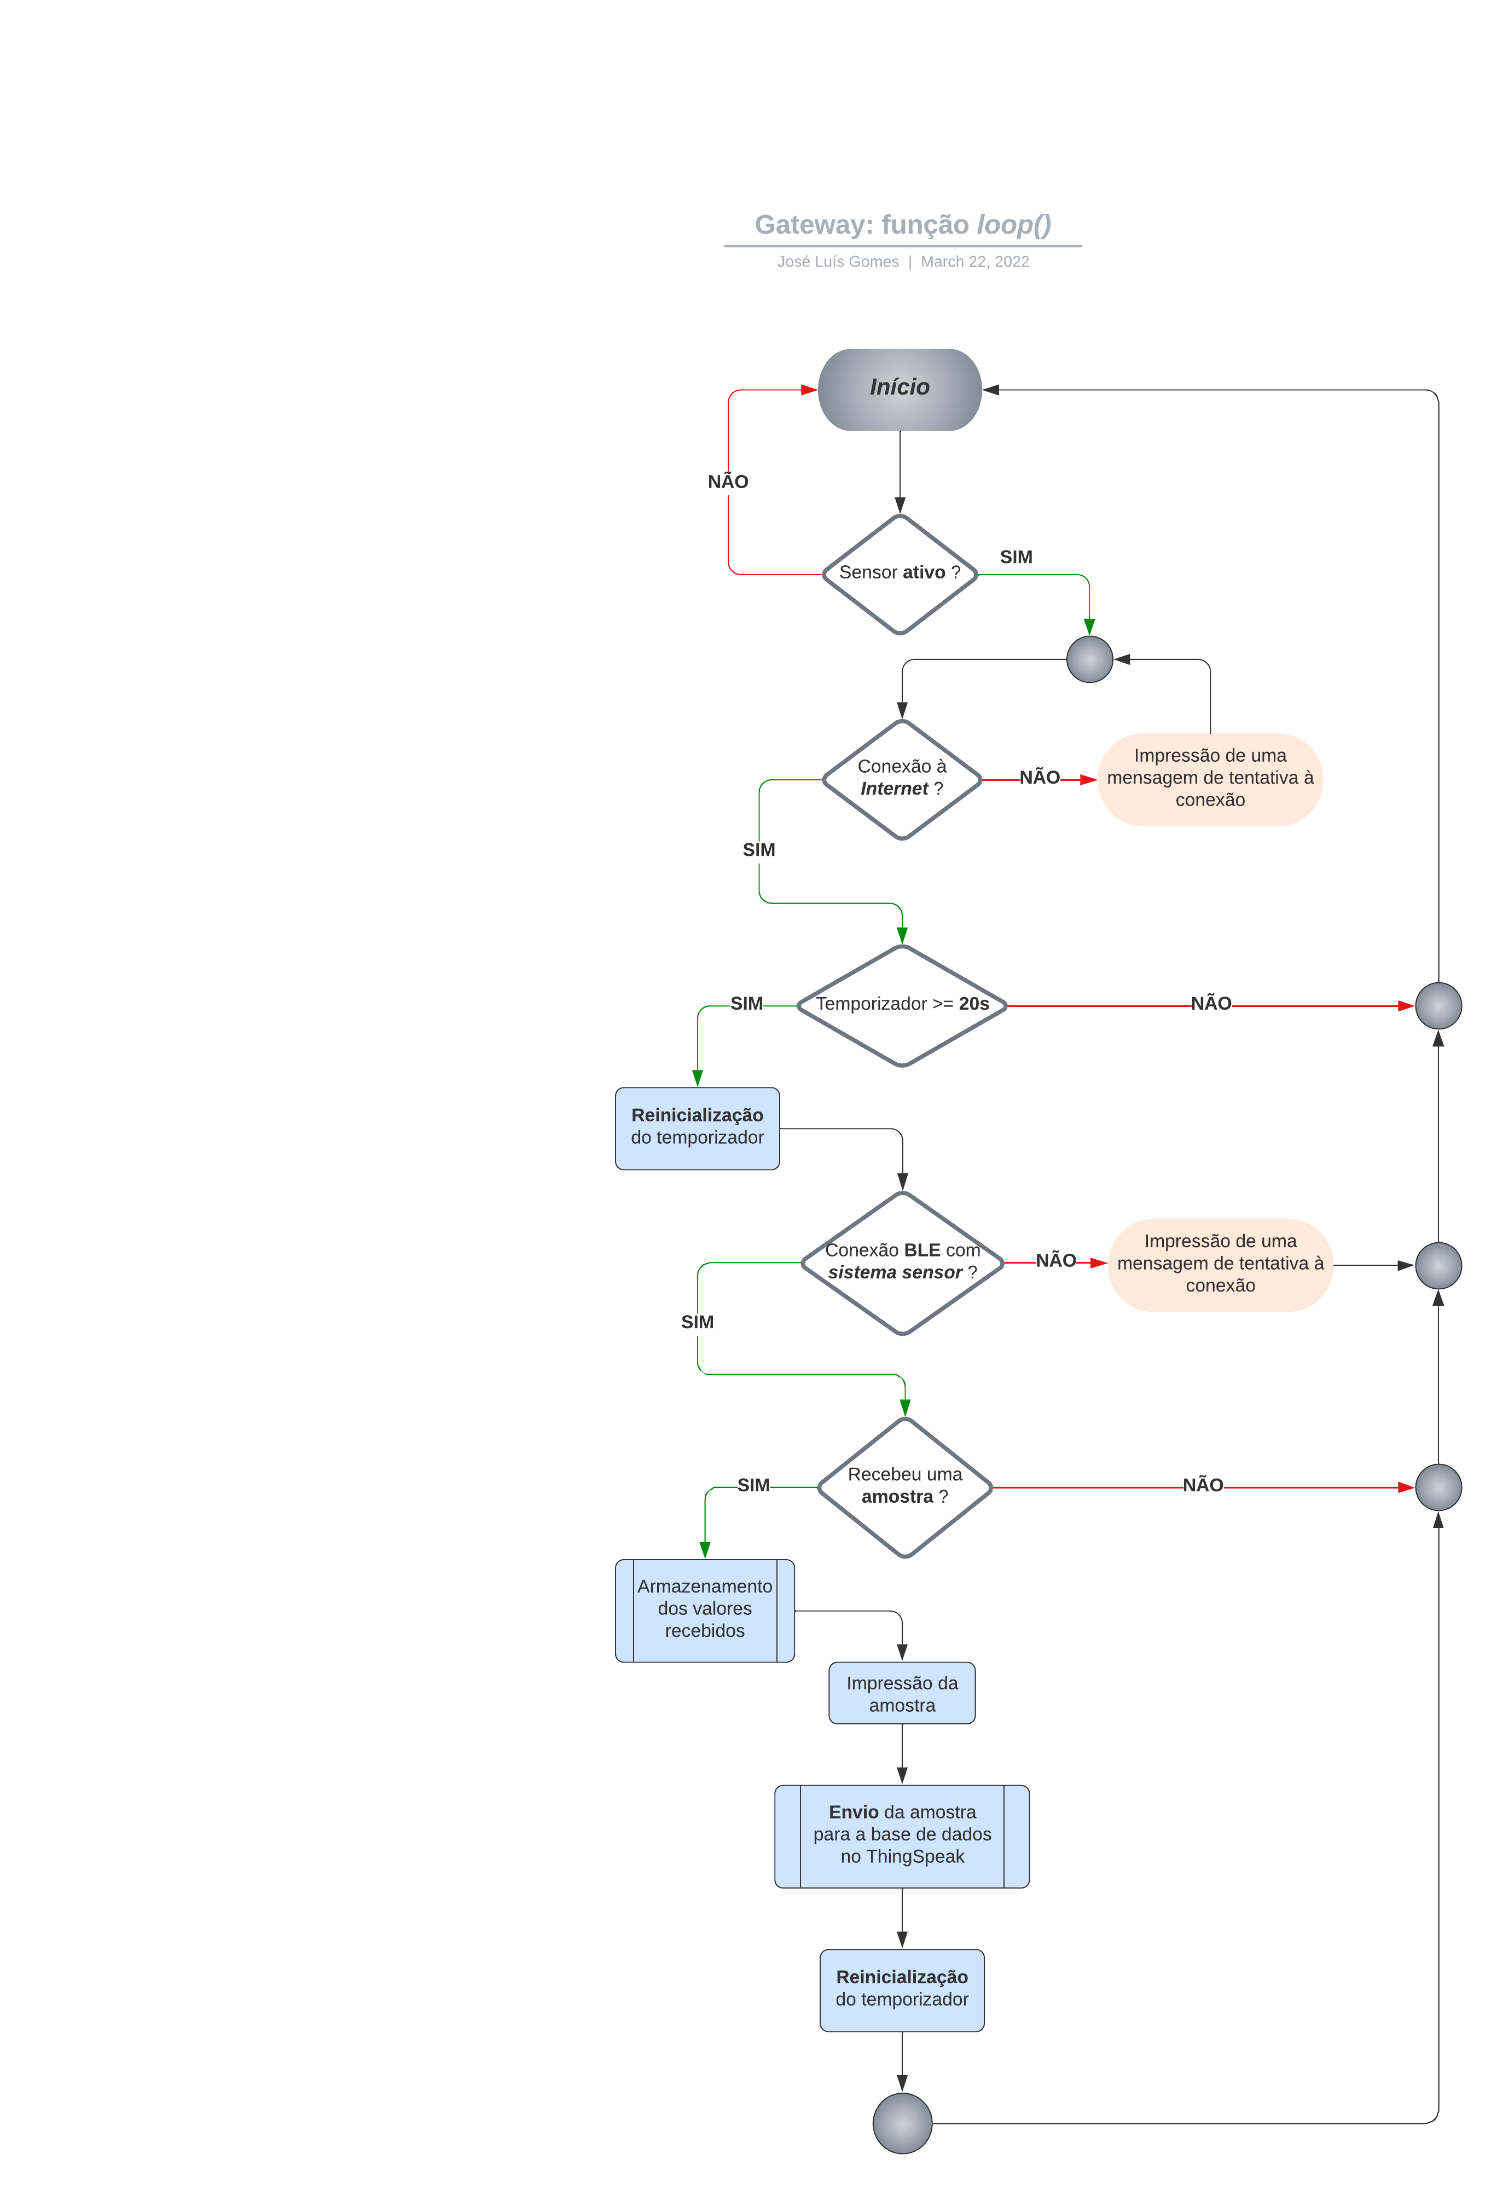 Gateway: função loop()
José Luís Gomes | March 22, 2022
Início
NÃO
SIM
Sensor ativo ?
Conexão à
Internet ?
NÃO
Impressão de uma
mensagem de tentativa à
conexão
SIM
SIM
Temporizador >= 20s
NÃO
Reinicialização
do temporizador
Conexão BLE com
sistema sensor ?
NÃO
Impressão de uma
mensagem de tentativa à
conexão
SIM
Recebeu uma
amostra ?
SIM
NÃO
Armazenamento
dos valores
recebidos
Impressão da
amostra
Envio da amostra
para a base de dados
no ThingSpeak
Reinicialização
do temporizador